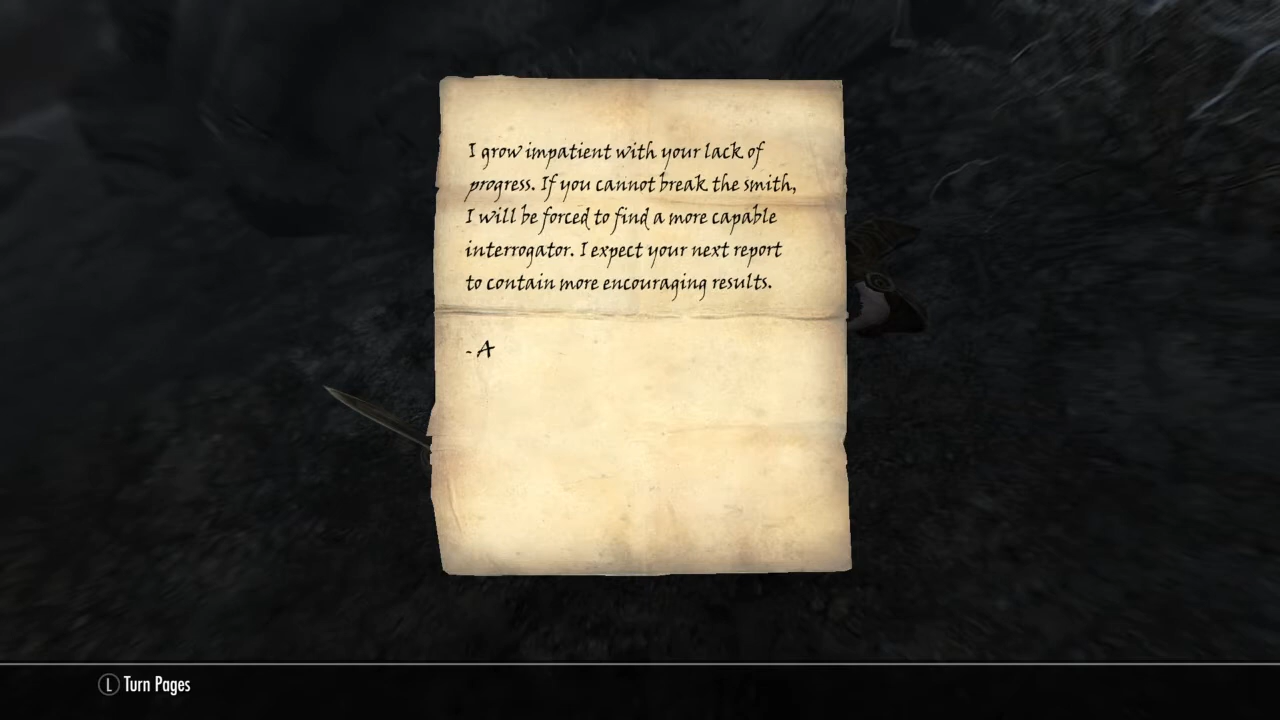 I grow impatient with your lack of
progress. If you cannot break the smith,
I will be forced to find a more capable
interrogator. I expect your next report
to contain more encouraging results.
- A
L Turn Pages